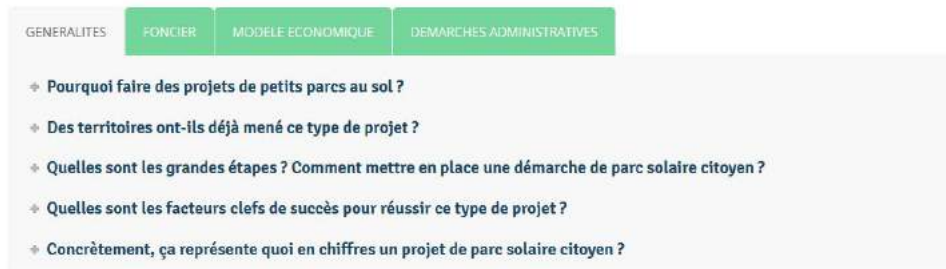 GENERALITES FONCIER MODELE ECONOMIQUE DEMARCHES ADMINISTRATIVES
Pourquoi faire des projets de petits parcs au sol ?
Des territoires ont-ils déjà mené ce type de projet ?
Quelles sont les grandes étapes ? Comment mettre en place une démarche de parc solaire citoyen ?
Quelles sont les facteurs clefs de succès pour réussir ce type de projet ?
Concrètement, ça représente quoi en chiffres un projet de parc solaire citoyen ?